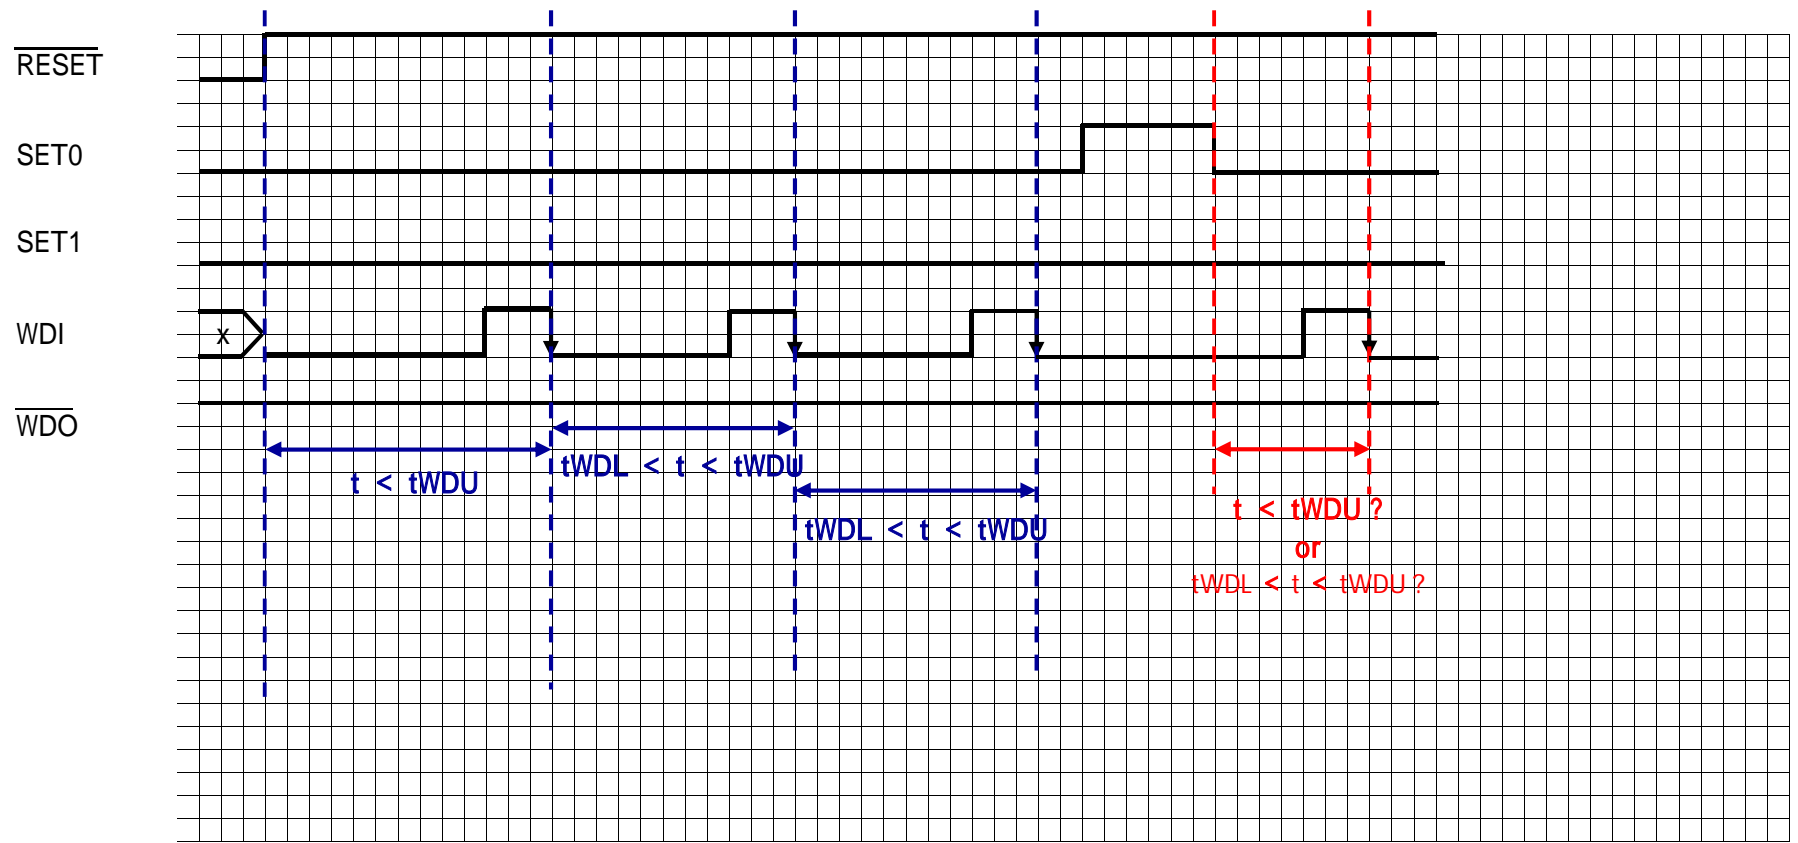 RESET
SET0
SET1
WDI
x
WDO
tWDL < t < tWDU
t < tWDU
tWDL < t < tWDU
t < tWDU ?
or
tWDL < t < tWDU ?